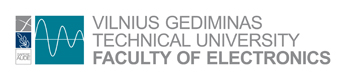 VILNIUS GEDIMINAS
TECHNICAL UNIVERSITY
FACULTY OF ELECTRONICS